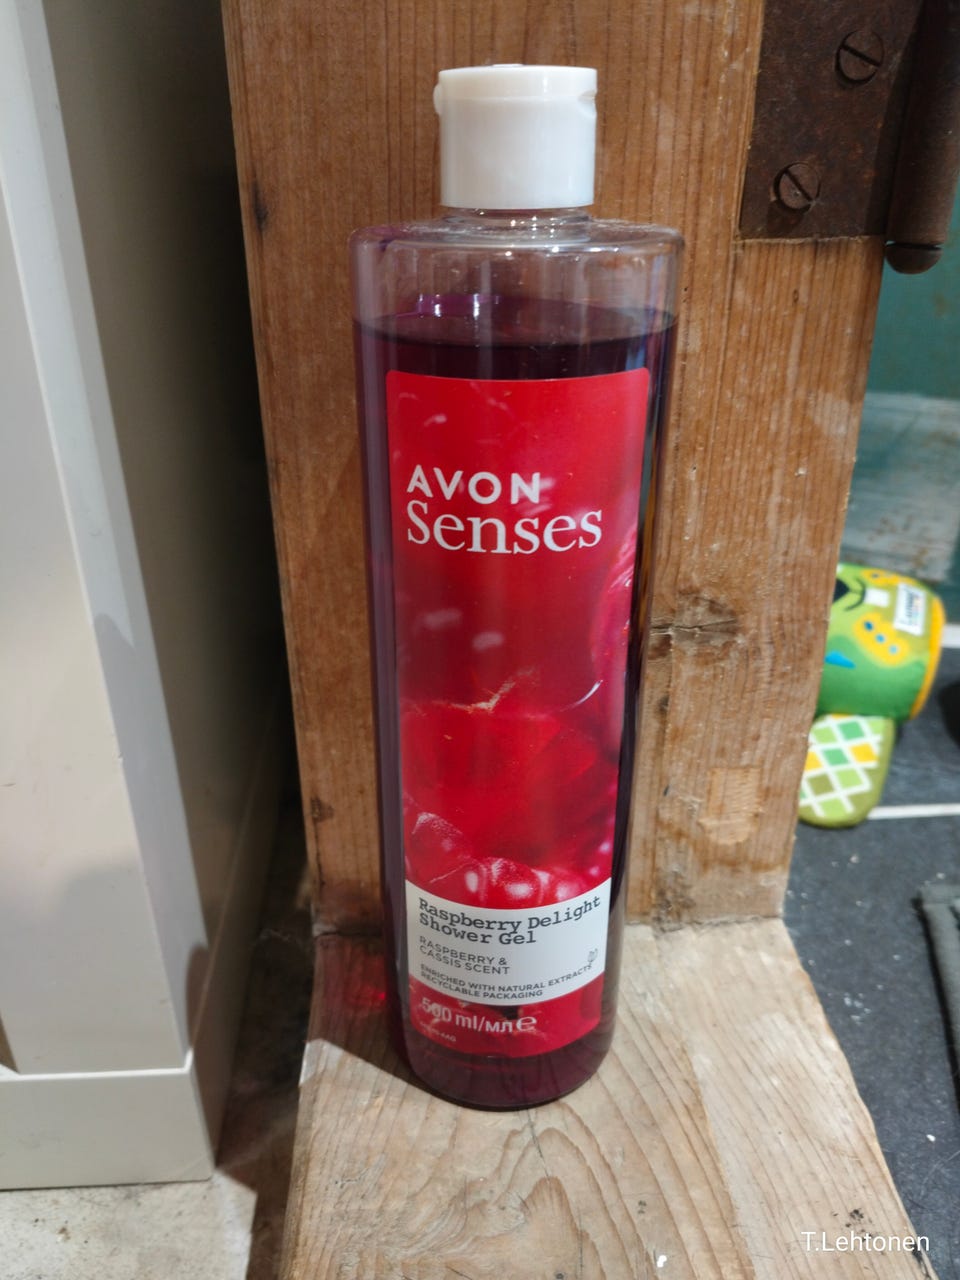 AVON
Senses
Raspberry Delight
Shower Gel
RASPBERRY &
CASSIS SCENT
ENRICHED WITH NATURAL EXTRACTS
RECYCLABLE PACKAGING
500 ml/мл e
T.Lehtonen